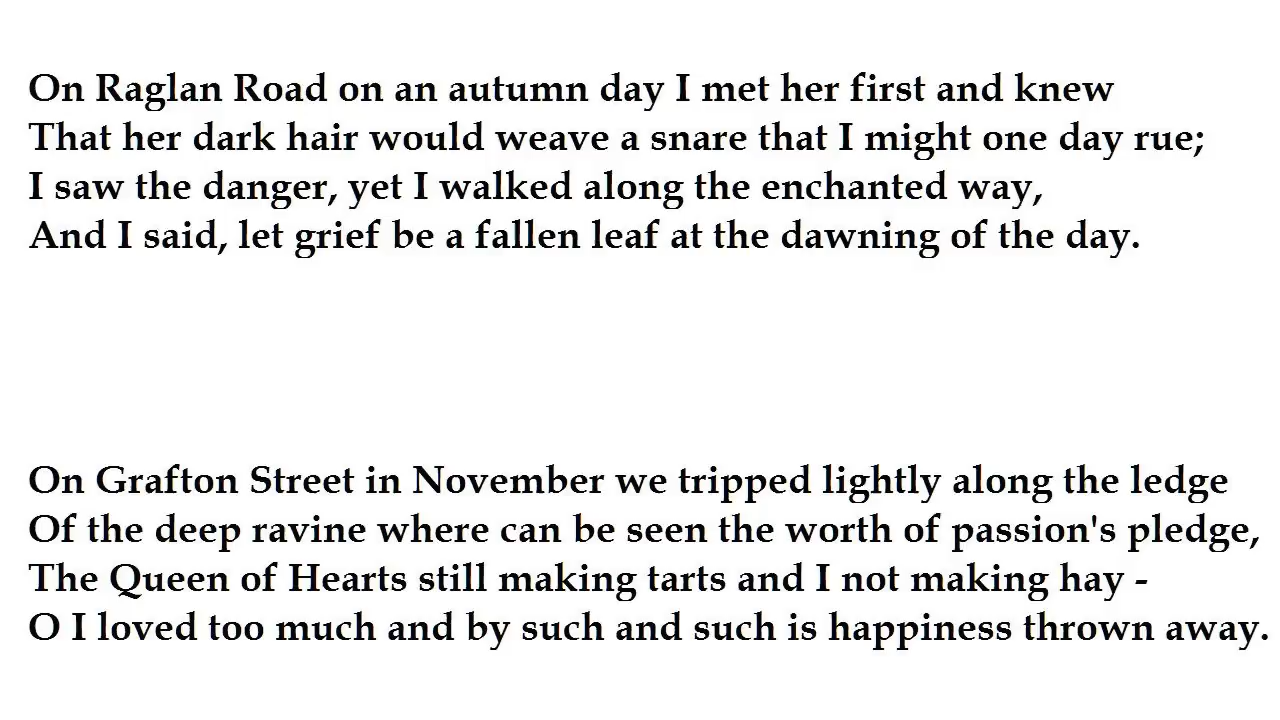 On Raglan Road on an autumn day I met her first and knew
That her dark hair would weave a snare that I might one day rue;
I saw the danger, yet I walked along the enchanted way,
And I said, let grief be a fallen leaf at the dawning of the day.
On Grafton Street in November we tripped lightly along the ledge
Of the deep ravine where can be seen the worth of passion's pledge,
The Queen of Hearts still making tarts and I not making hay -
O I loved too much and by such and such is happiness thrown away.